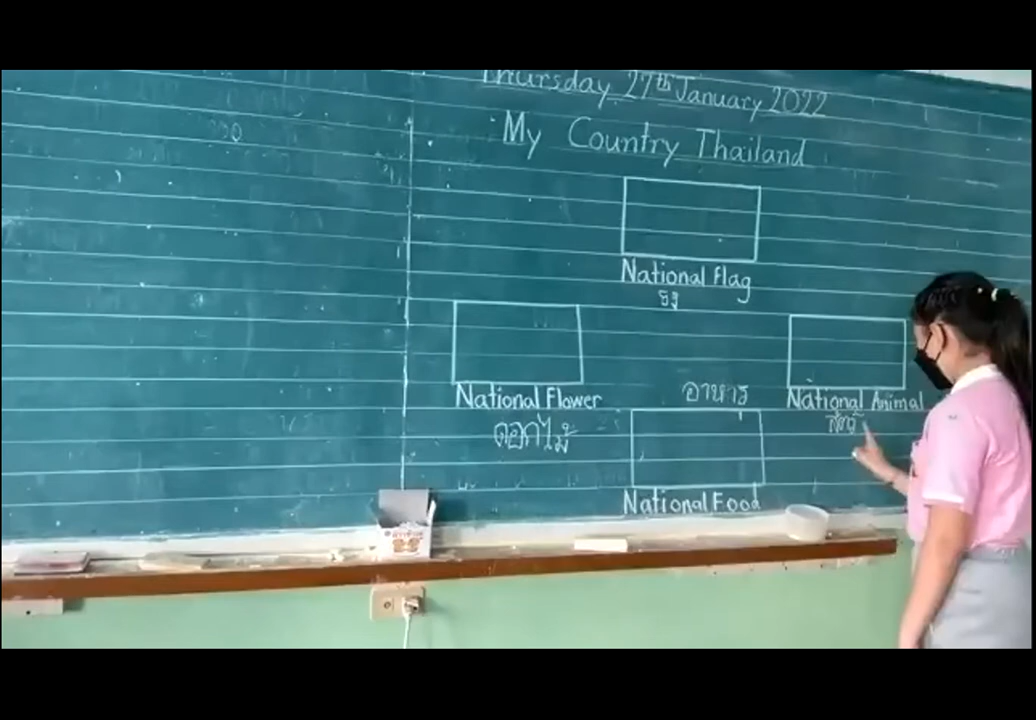 Thursday 27th January 2022
My Country Thailand
National Flag
ธง
National Flower
ดอกไม้
อาหาร
National Animal
สัตว์
National Food